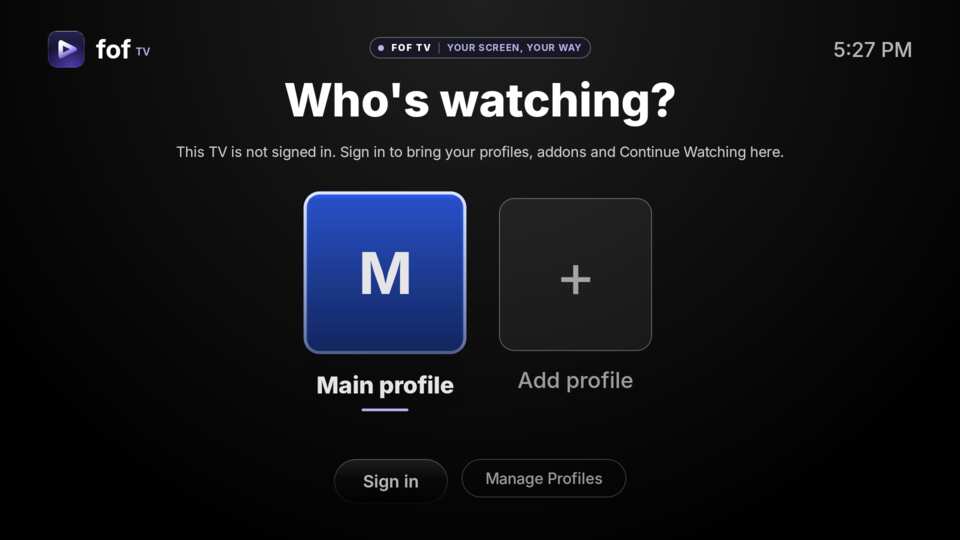 fof TV
FOF TV | YOUR SCREEN, YOUR WAY
5:27 PM
Who's watching?
This TV is not signed in. Sign in to bring your profiles, addons and Continue Watching here.
M
+
Main profile
Add profile
Sign in
Manage Profiles